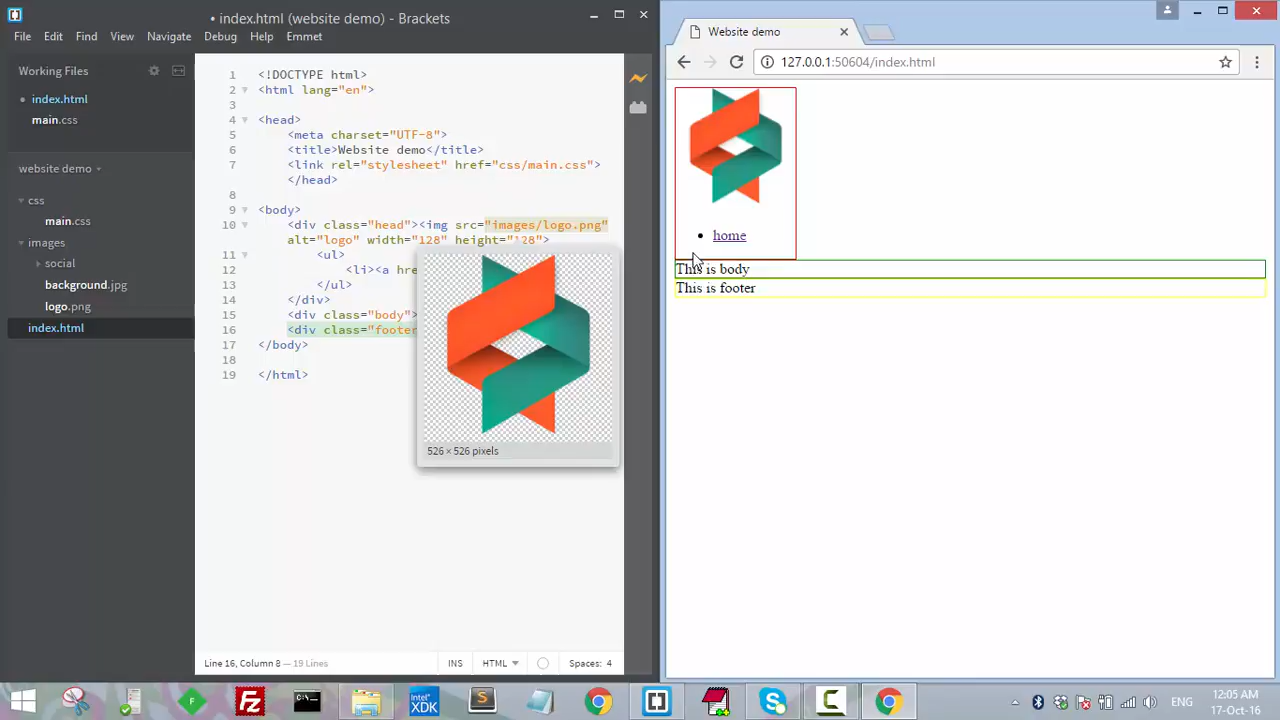 • index.html (website demo) - Brackets
File Edit Find View Navigate Debug Help Emmet
Working Files
• index.html
main.css
website demo
css
main.css
images
social
background.jpg
logo.png
index.html
1 <!DOCTYPE html>
2 <html lang="en">
3
4 <head>
5 <meta charset="UTF-8">
6 <title>Website demo</title>
7 <link rel="stylesheet" href="css/main.css">
</head>
8
9 <body>
10 <div class="head"><img src="images/logo.png"
alt="logo" width="128" height="128">
11 <ul>
12 <li><a hre
13 </ul>
14 </div>
15 <div class="body">
16 <div class="footer
17 </body>
18
19 </html>
526 × 526 pixels
Line 16, Column 8 — 19 Lines
INS HTML Spaces: 4
Website demo
127.0.0.1:50604/index.html
• home
This is body
This is footer
Fz
Intel
XDK
ENG
12:05 AM
17-Oct-16